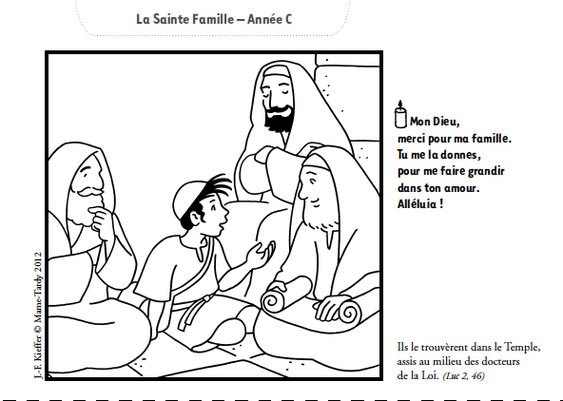 La Sainte Famille – Année C
Mon Dieu,
merci pour ma famille.
Tu me la donnes,
pour me faire grandir
dans ton amour.
Alléluia !
Ils le trouvèrent dans le Temple,
assis au milieu des docteurs
de la Loi. (Luc 2, 46)
J.-F. Kieffer © Mame-Tardy 2012